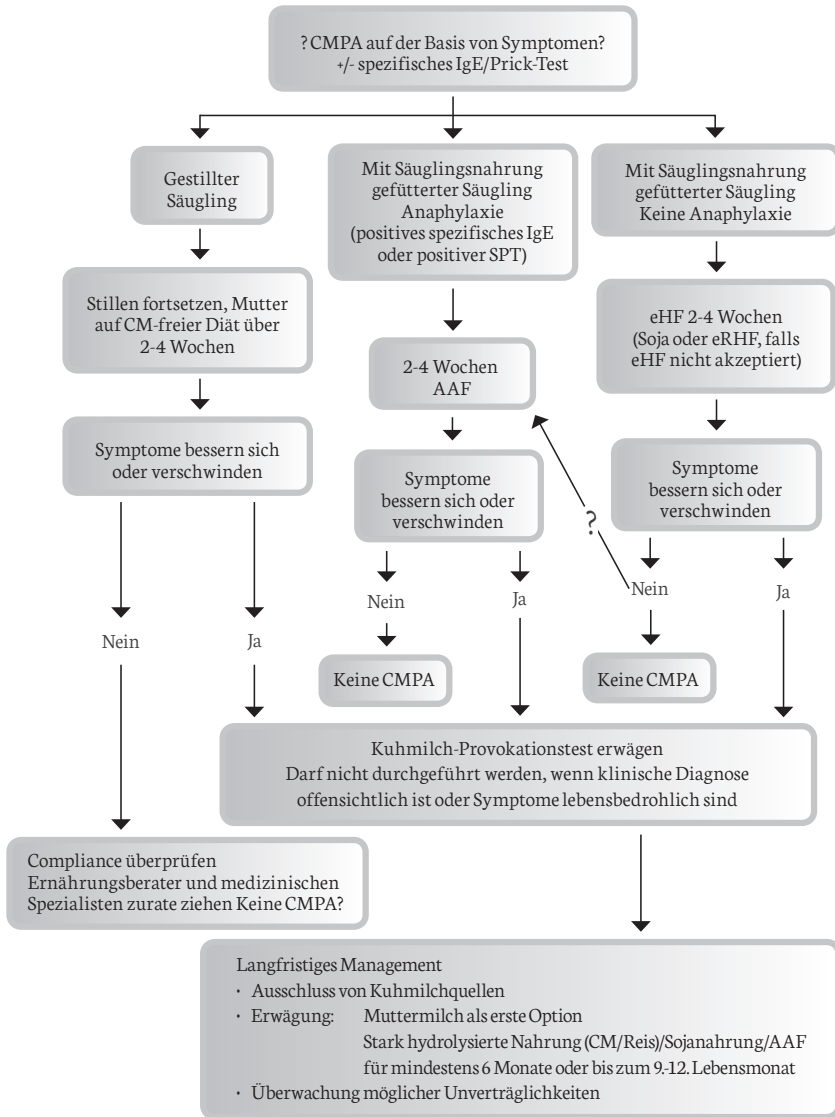 ? CMPA auf der Basis von Symptomen?
+/- spezifisches IgE/Prick-Test
Gestillter
Säugling
Mit Säuglingsnahrung
gefütterter Säugling
Anaphylaxie
(positives spezifisches IgE
oder positiver SPT)
Mit Säuglingsnahrung
gefütterter Säugling
Keine Anaphylaxie
Stillen fortsetzen, Mutter
auf CM-freier Diät über
2-4 Wochen
2-4 Wochen
AAF
eHF 2-4 Wochen
(Soja oder eRHF, falls
eHF nicht akzeptiert)
Symptome bessern sich
oder verschwinden
Symptome
bessern sich oder
verschwinden
Symptome
bessern sich oder
verschwinden
?
Nein
Ja
Nein
Ja
Nein
Ja
Keine CMPA
Keine CMPA
Kuhmilch-Provokationstest erwägen
Darf nicht durchgeführt werden, wenn klinische Diagnose
offensichtlich ist oder Symptome lebensbedrohlich sind
Compliance überprüfen
Ernährungsberater und medizinischen
Spezialisten zurate ziehen Keine CMPA?
Langfristiges Management
· Ausschluss von Kuhmilchquellen
· Erwägung: Muttermilch als erste Option
Stark hydrolysierte Nahrung (CM/Reis)/Sojanahrung/AAF
für mindestens 6 Monate oder bis zum 9.-12. Lebensmonat
· Überwachung möglicher Unverträglichkeiten